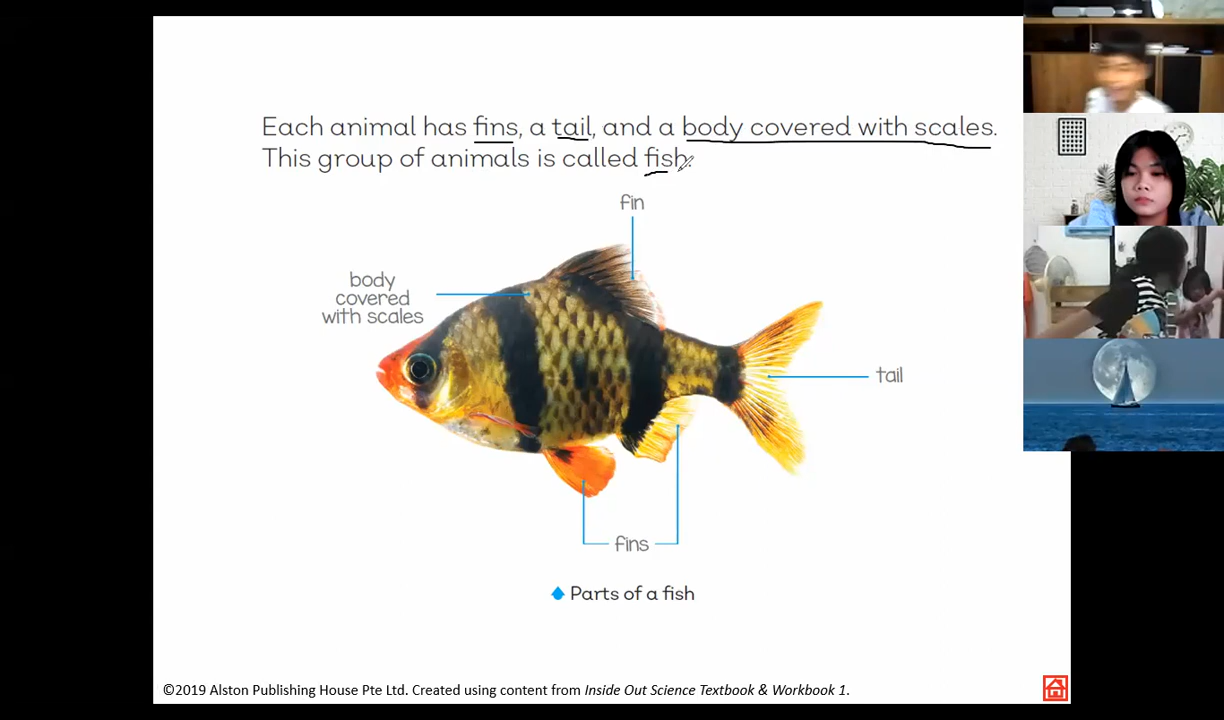 Each animal has fins, a tail, and a body covered with scales.
This group of animals is called fish.
fin
body
covered
with scales
tail
fins
Parts of a fish
©2019 Alston Publishing House Pte Ltd. Created using content from Inside Out Science Textbook & Workbook 1.